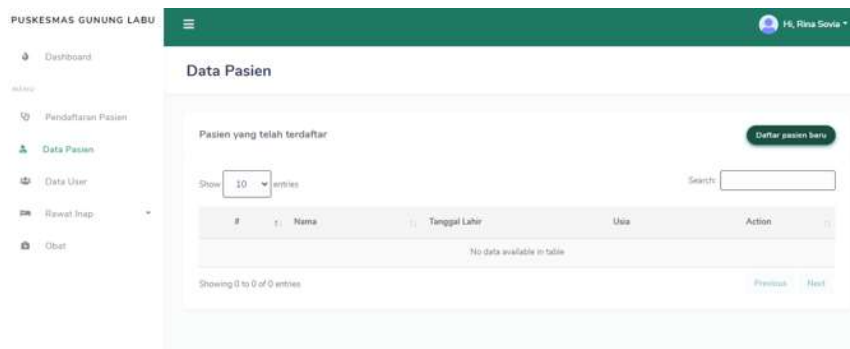 PUSKESMAS GUNUNG LABU
Hi, Rina Sovia
Dashboard
MENU
Pendaftaran Pasien
Data Pasien
Data User
Rawat Inap
Obat
Data Pasien
Pasien yang telah terdaftar
Daftar pasien baru
Show 10 entries
Search:
# Nama Tanggal Lahir Usia Action
No data available in table
Showing 0 to 0 of 0 entries
Previous Next